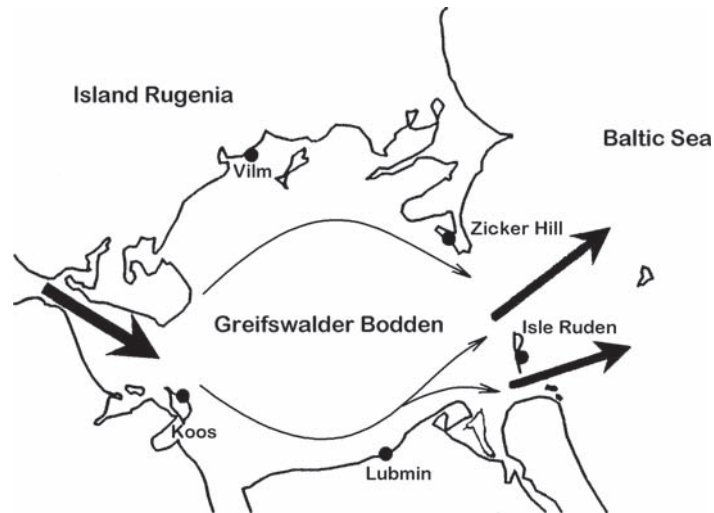 Island Rugenia
Baltic Sea
Vilm
Zicker Hill
Greifswalder Bodden
Isle Ruden
Koos
Lubmin